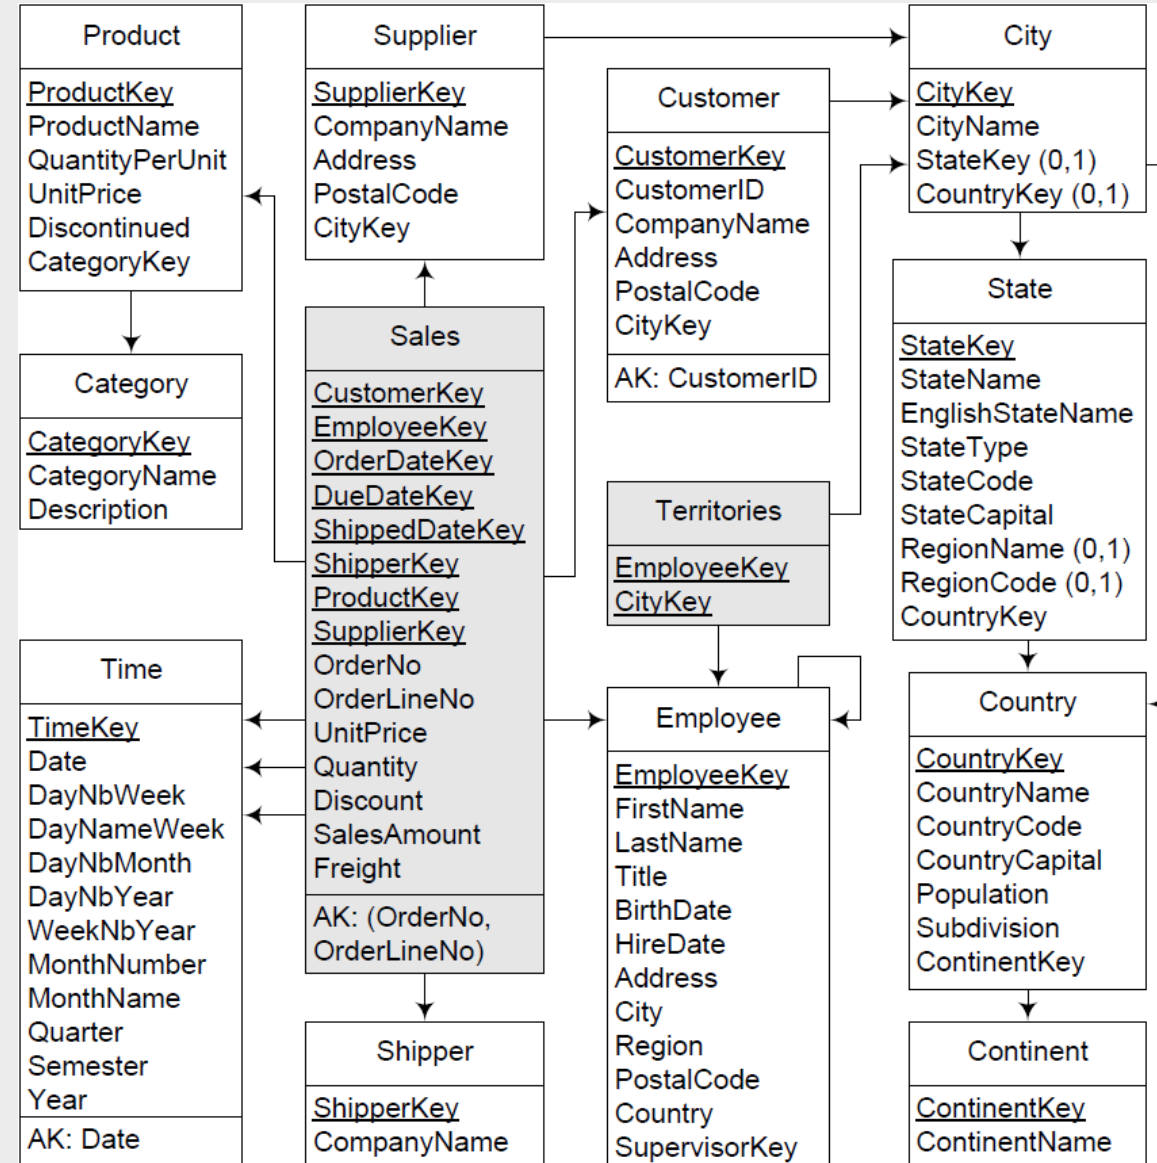 Product
ProductKey
ProductName
QuantityPerUnit
UnitPrice
Discontinued
CategoryKey
Category
CategoryKey
CategoryName
Description
Time
TimeKey
Date
DayNbWeek
DayNameWeek
DayNbMonth
DayNbYear
WeekNbYear
MonthNumber
MonthName
Quarter
Semester
Year
AK: Date
Supplier
SupplierKey
CompanyName
Address
PostalCode
CityKey
Sales
CustomerKey
EmployeeKey
OrderDateKey
DueDateKey
ShippedDateKey
ShipperKey
ProductKey
SupplierKey
OrderNo
OrderLineNo
UnitPrice
Quantity
Discount
SalesAmount
Freight
AK: (OrderNo,
OrderLineNo)
Shipper
ShipperKey
CompanyName
Customer
CustomerKey
CustomerID
CompanyName
Address
PostalCode
CityKey
AK: CustomerID
Territories
EmployeeKey
CityKey
Employee
EmployeeKey
FirstName
LastName
Title
BirthDate
HireDate
Address
City
Region
PostalCode
Country
SupervisorKey
City
CityKey
CityName
StateKey (0,1)
CountryKey (0,1)
State
StateKey
StateName
EnglishStateName
StateType
StateCode
StateCapital
RegionName (0,1)
RegionCode (0,1)
CountryKey
Country
CountryKey
CountryName
CountryCode
CountryCapital
Population
Subdivision
ContinentKey
Continent
ContinentKey
ContinentName